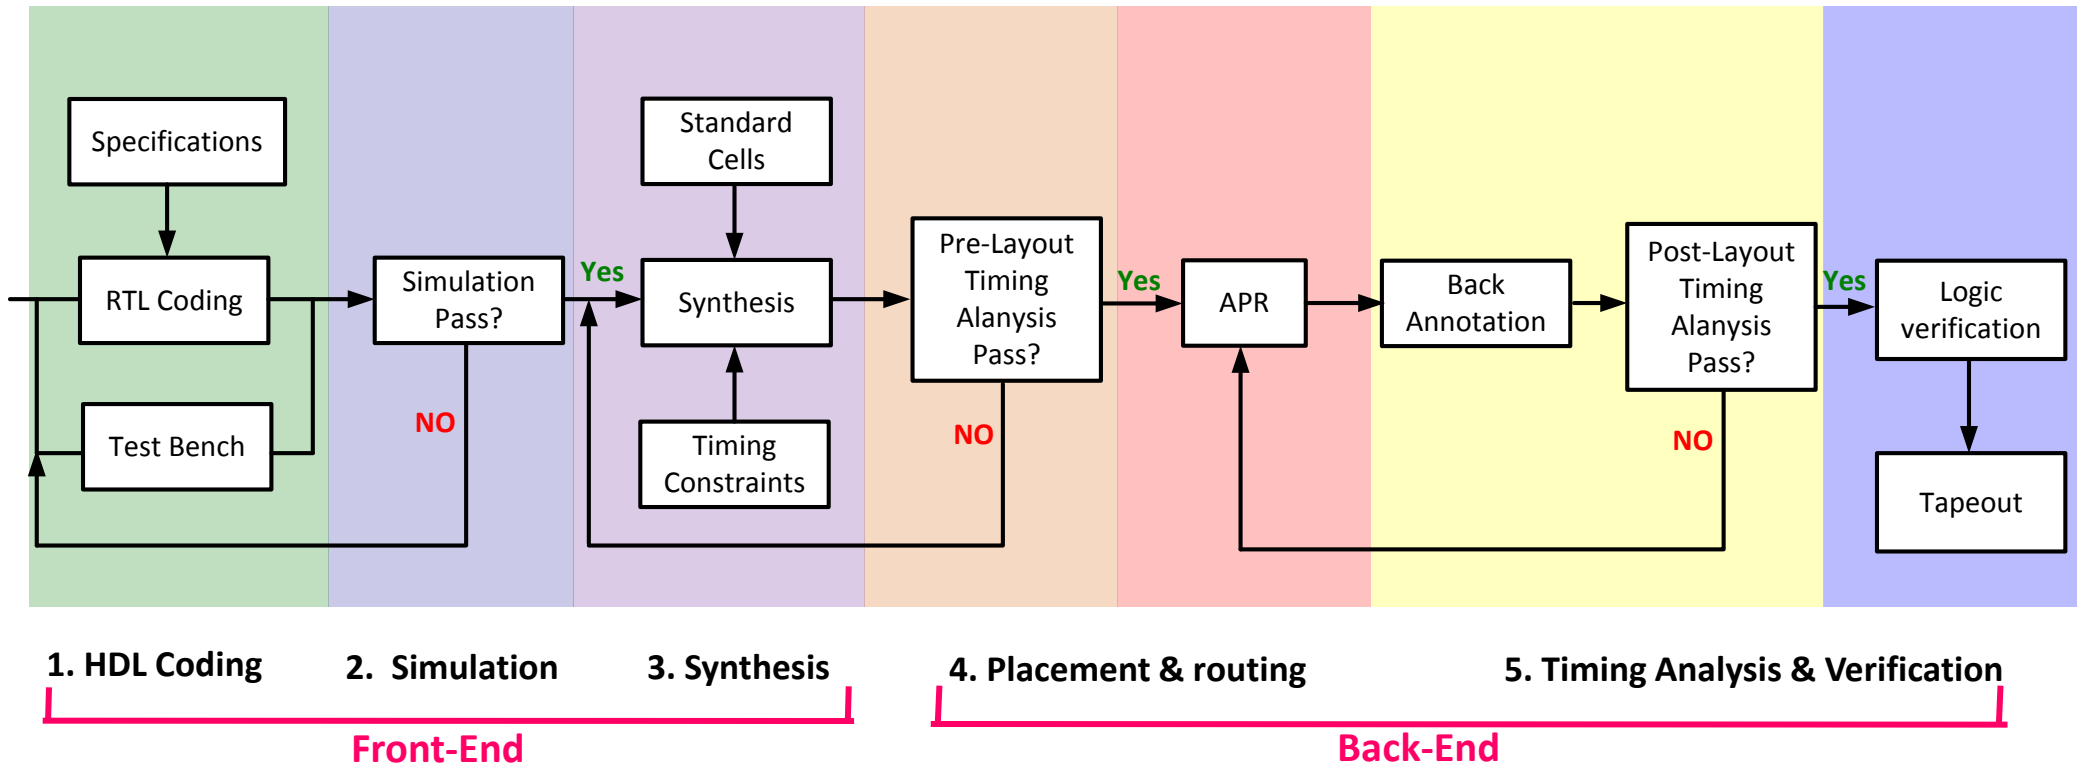 Specifications
RTL Coding
Test Bench
Simulation
Pass?
NO
Yes
Standard
Cells
Synthesis
Timing
Constraints
Pre-Layout
Timing
Alanysis
Pass?
NO
Yes
APR
Back
Annotation
Post-Layout
Timing
Alanysis
Pass?
NO
Yes
Logic
verification
Tapeout
1. HDL Coding
2. Simulation
3. Synthesis
4. Placement & routing
5. Timing Analysis & Verification
Front-End
Back-End